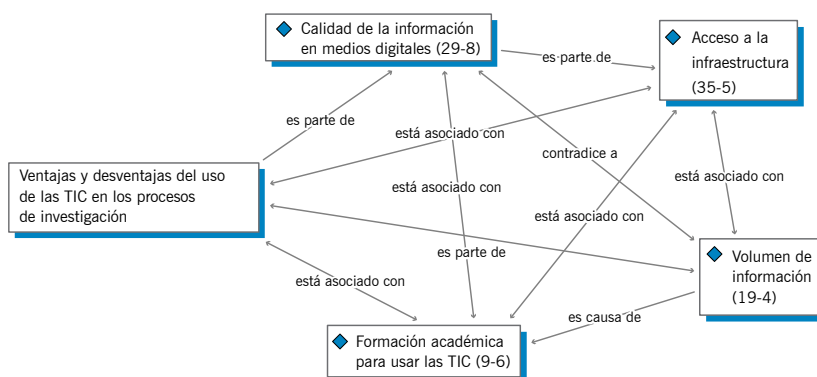 Calidad de la información
en medios digitales (29-8)
Acceso a la
infraestructura
(35-5)
es parte de
es parte de
está asociado con
contradice a
Ventajas y desventajas del uso
de las TIC en los procesos
de investigación
está asociado con
está asociado con
está asociado con
es parte de
Volumen de
información
(19-4)
está asociado con
es causa de
Formación académica
para usar las TIC (9-6)